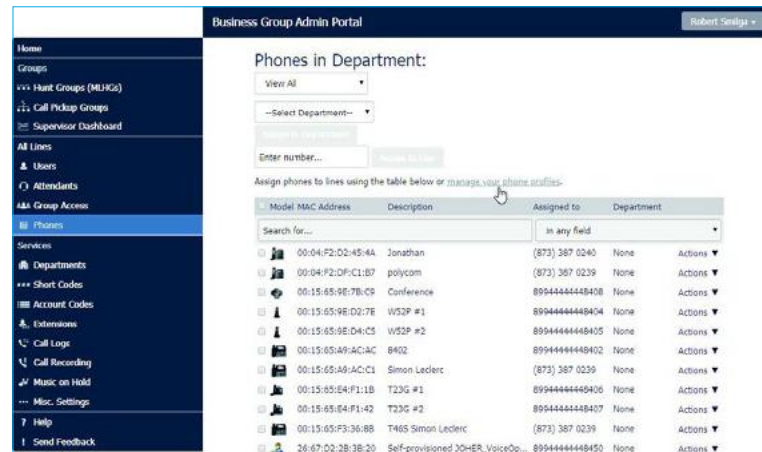 Business Group Admin Portal
Robert Smilga
Home
Groups
Hunt Groups (MLHGs)
Call Pickup Groups
Supervisor Dashboard
All Lines
Users
Attendants
Group Access
Phones
Services
Departments
Short Codes
Account Codes
Extensions
Call Logs
Call Recording
Music on Hold
Misc. Settings
Help
Send Feedback
Phones in Department:
View All
--Select Department--
Assign to Department
Enter number...
Assign phones to lines using the table below or manage your phone profiles.
Model MAC Address Description Assigned to Department
Search for... In any field
00:04:F2:D2:45:4A Jonathan (873) 387 0240 None Actions ▼
00:04:F2:DF:C1:B7 polycom (873) 387 0239 None Actions ▼
00:15:65:9E:7B:C9 Conference 89944444448408 None Actions ▼
00:15:65:9E:D2:7E W52P #1 89944444448404 None Actions ▼
00:15:65:9E:D4:C5 W52P #2 89944444448405 None Actions ▼
00:15:65:A9:AC:AC 8402 89944444448402 None Actions ▼
00:15:65:A9:AC:C1 Simon Leclerc (873) 387 0239 None Actions ▼
00:15:65:E4:F1:1B T23G #1 89944444448406 None Actions ▼
00:15:65:E4:F1:42 T23G #2 89944444448407 None Actions ▼
00:15:65:F3:36:8B T46S Simon Leclerc (873) 387 0239 None Actions ▼
26:67:D2:2B:3B:20 Self-provisioned JOHER_VoiceOp... 89944444448450 None Actions ▼